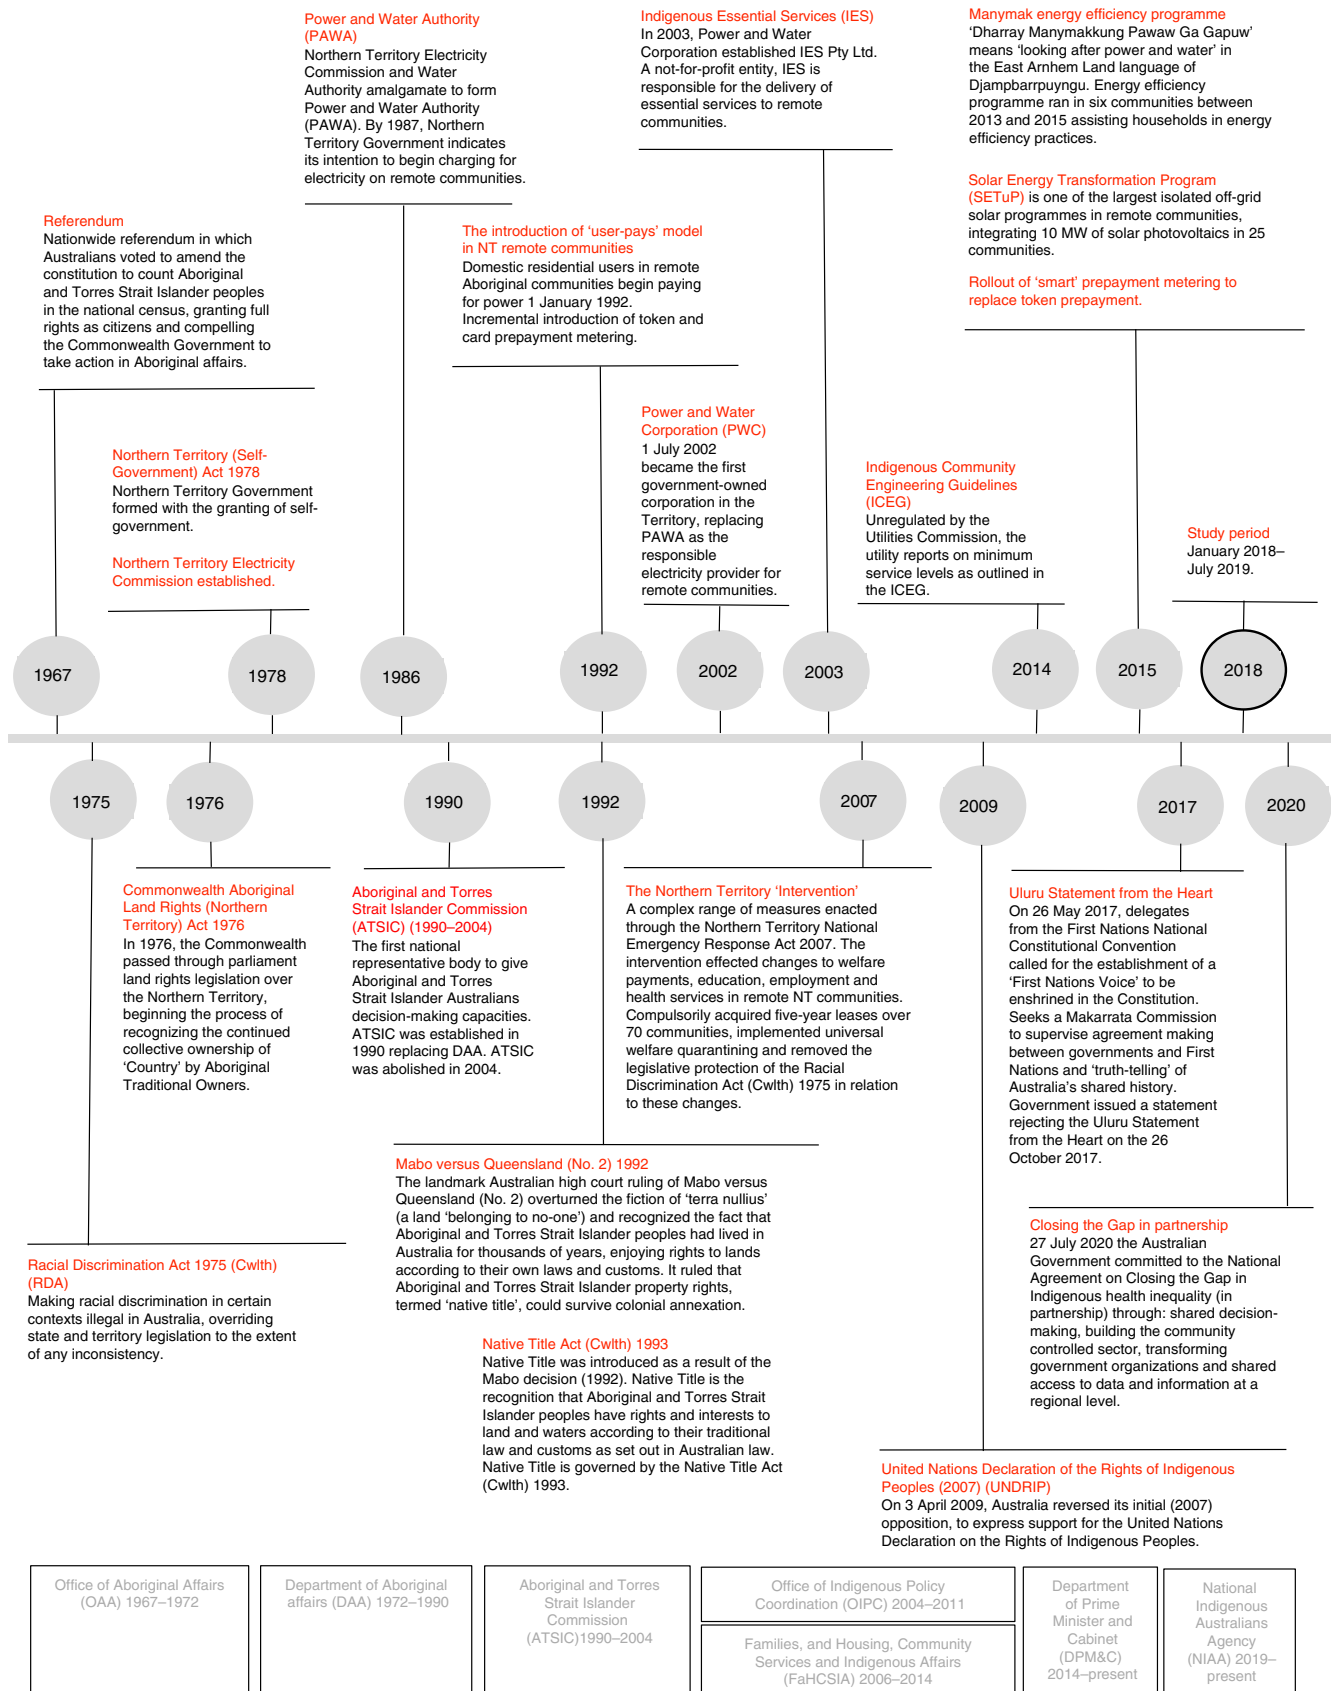 Power and Water Authority
(PAWA)
Northern Territory Electricity
Commission and Water
Authority amalgamate to form
Power and Water Authority
(PAWA). By 1987, Northern
Territory Government indicates
its intention to begin charging for
electricity on remote communities.
Indigenous Essential Services (IES)
In 2003, Power and Water
Corporation established IES Pty Ltd.
A not-for-profit entity, IES is
responsible for the delivery of
essential services to remote
communities.
Manymak energy efficiency programme
‘Dharray Manymakkung Pawaw Ga Gapuw’
means ‘looking after power and water’ in
the East Arnhem Land language of
Djampbarrpuyngu. Energy efficiency
programme ran in six communities between
2013 and 2015 assisting households in energy
efficiency practices.
Solar Energy Transformation Program
(SETuP) is one of the largest isolated off-grid
solar programmes in remote communities,
integrating 10 MW of solar photovoltaics in 25
communities.
Rollout of ‘smart’ prepayment metering to
replace token prepayment.
Referendum
Nationwide referendum in which
Australians voted to amend the
constitution to count Aboriginal
and Torres Strait Islander peoples
in the national census, granting full
rights as citizens and compelling
the Commonwealth Government to
take action in Aboriginal affairs.
The introduction of ‘user-pays’ model
in NT remote communities
Domestic residential users in remote
Aboriginal communities begin paying
for power 1 January 1992.
Incremental introduction of token and
card prepayment metering.
Northern Territory (Self-
Government) Act 1978
Northern Territory Government
formed with the granting of self-
government.
Northern Territory Electricity
Commission established.
Power and Water
Corporation (PWC)
1 July 2002
became the first
government-owned
corporation in the
Territory, replacing
PAWA as the
responsible
electricity provider for
remote communities.
Indigenous Community
Engineering Guidelines
(ICEG)
Unregulated by the
Utilities Commission, the
utility reports on minimum
service levels as outlined in
the ICEG.
Study period
January 2018–
July 2019.
1967
1978
1986
1992
2002
2003
2014
2015
2018
1975
1976
1990
1992
2007
2009
2017
2020
Commonwealth Aboriginal
Land Rights (Northern
Territory) Act 1976
In 1976, the Commonwealth
passed through parliament
land rights legislation over
the Northern Territory,
beginning the process of
recognizing the continued
collective ownership of
‘Country’ by Aboriginal
Traditional Owners.
Aboriginal and Torres
Strait Islander Commission
(ATSIC) (1990–2004)
The first national
representative body to give
Aboriginal and Torres
Strait Islander Australians
decision-making capacities.
ATSIC was established in
1990 replacing DAA. ATSIC
was abolished in 2004.
The Northern Territory ‘Intervention’
A complex range of measures enacted
through the Northern Territory National
Emergency Response Act 2007. The
intervention effected changes to welfare
payments, education, employment and
health services in remote NT communities.
Compulsorily acquired five-year leases over
70 communities, implemented universal
welfare quarantining and removed the
legislative protection of the Racial
Discrimination Act (Cwlth) 1975 in relation
to these changes.
Uluru Statement from the Heart
On 26 May 2017, delegates
from the First Nations National
Constitutional Convention
called for the establishment of a
‘First Nations Voice’ to be
enshrined in the Constitution.
Seeks a Makarrata Commission
to supervise agreement making
between governments and First
Nations and ‘truth-telling’ of
Australia’s shared history.
Government issued a statement
rejecting the Uluru Statement
from the Heart on the 26
October 2017.
Mabo versus Queensland (No. 2) 1992
The landmark Australian high court ruling of Mabo versus
Queensland (No. 2) overturned the fiction of ‘terra nullius’
(a land ‘belonging to no-one’) and recognized the fact that
Aboriginal and Torres Strait Islander peoples had lived in
Australia for thousands of years, enjoying rights to lands
according to their own laws and customs. It ruled that
Aboriginal and Torres Strait Islander property rights,
termed ‘native title’, could survive colonial annexation.
Closing the Gap in partnership
27 July 2020 the Australian
Government committed to the National
Agreement on Closing the Gap in
Indigenous health inequality (in
partnership) through: shared decision-
making, building the community
controlled sector, transforming
government organizations and shared
access to data and information at a
regional level.
Racial Discrimination Act 1975 (Cwlth)
(RDA)
Making racial discrimination in certain
contexts illegal in Australia, overriding
state and territory legislation to the extent
of any inconsistency.
Native Title Act (Cwlth) 1993
Native Title was introduced as a result of the
Mabo decision (1992). Native Title is the
recognition that Aboriginal and Torres Strait
Islander peoples have rights and interests to
land and waters according to their traditional
law and customs as set out in Australian law.
Native Title is governed by the Native Title Act
(Cwlth) 1993.
United Nations Declaration of the Rights of Indigenous
Peoples (2007) (UNDRIP)
On 3 April 2009, Australia reversed its initial (2007)
opposition, to express support for the United Nations
Declaration on the Rights of Indigenous Peoples.
Office of Aboriginal Affairs
(OAA) 1967–1972
Department of Aboriginal
affairs (DAA) 1972–1990
Aboriginal and Torres
Strait Islander
Commission
(ATSIC)1990–2004
Office of Indigenous Policy
Coordination (OIPC) 2004–2011
Families, and Housing, Community
Services and Indigenous Affairs
(FaHCSIA) 2006–2014
Department
of Prime
Minister and
Cabinet
(DPM&C)
2014–present
National
Indigenous
Australians
Agency
(NIAA) 2019–
present